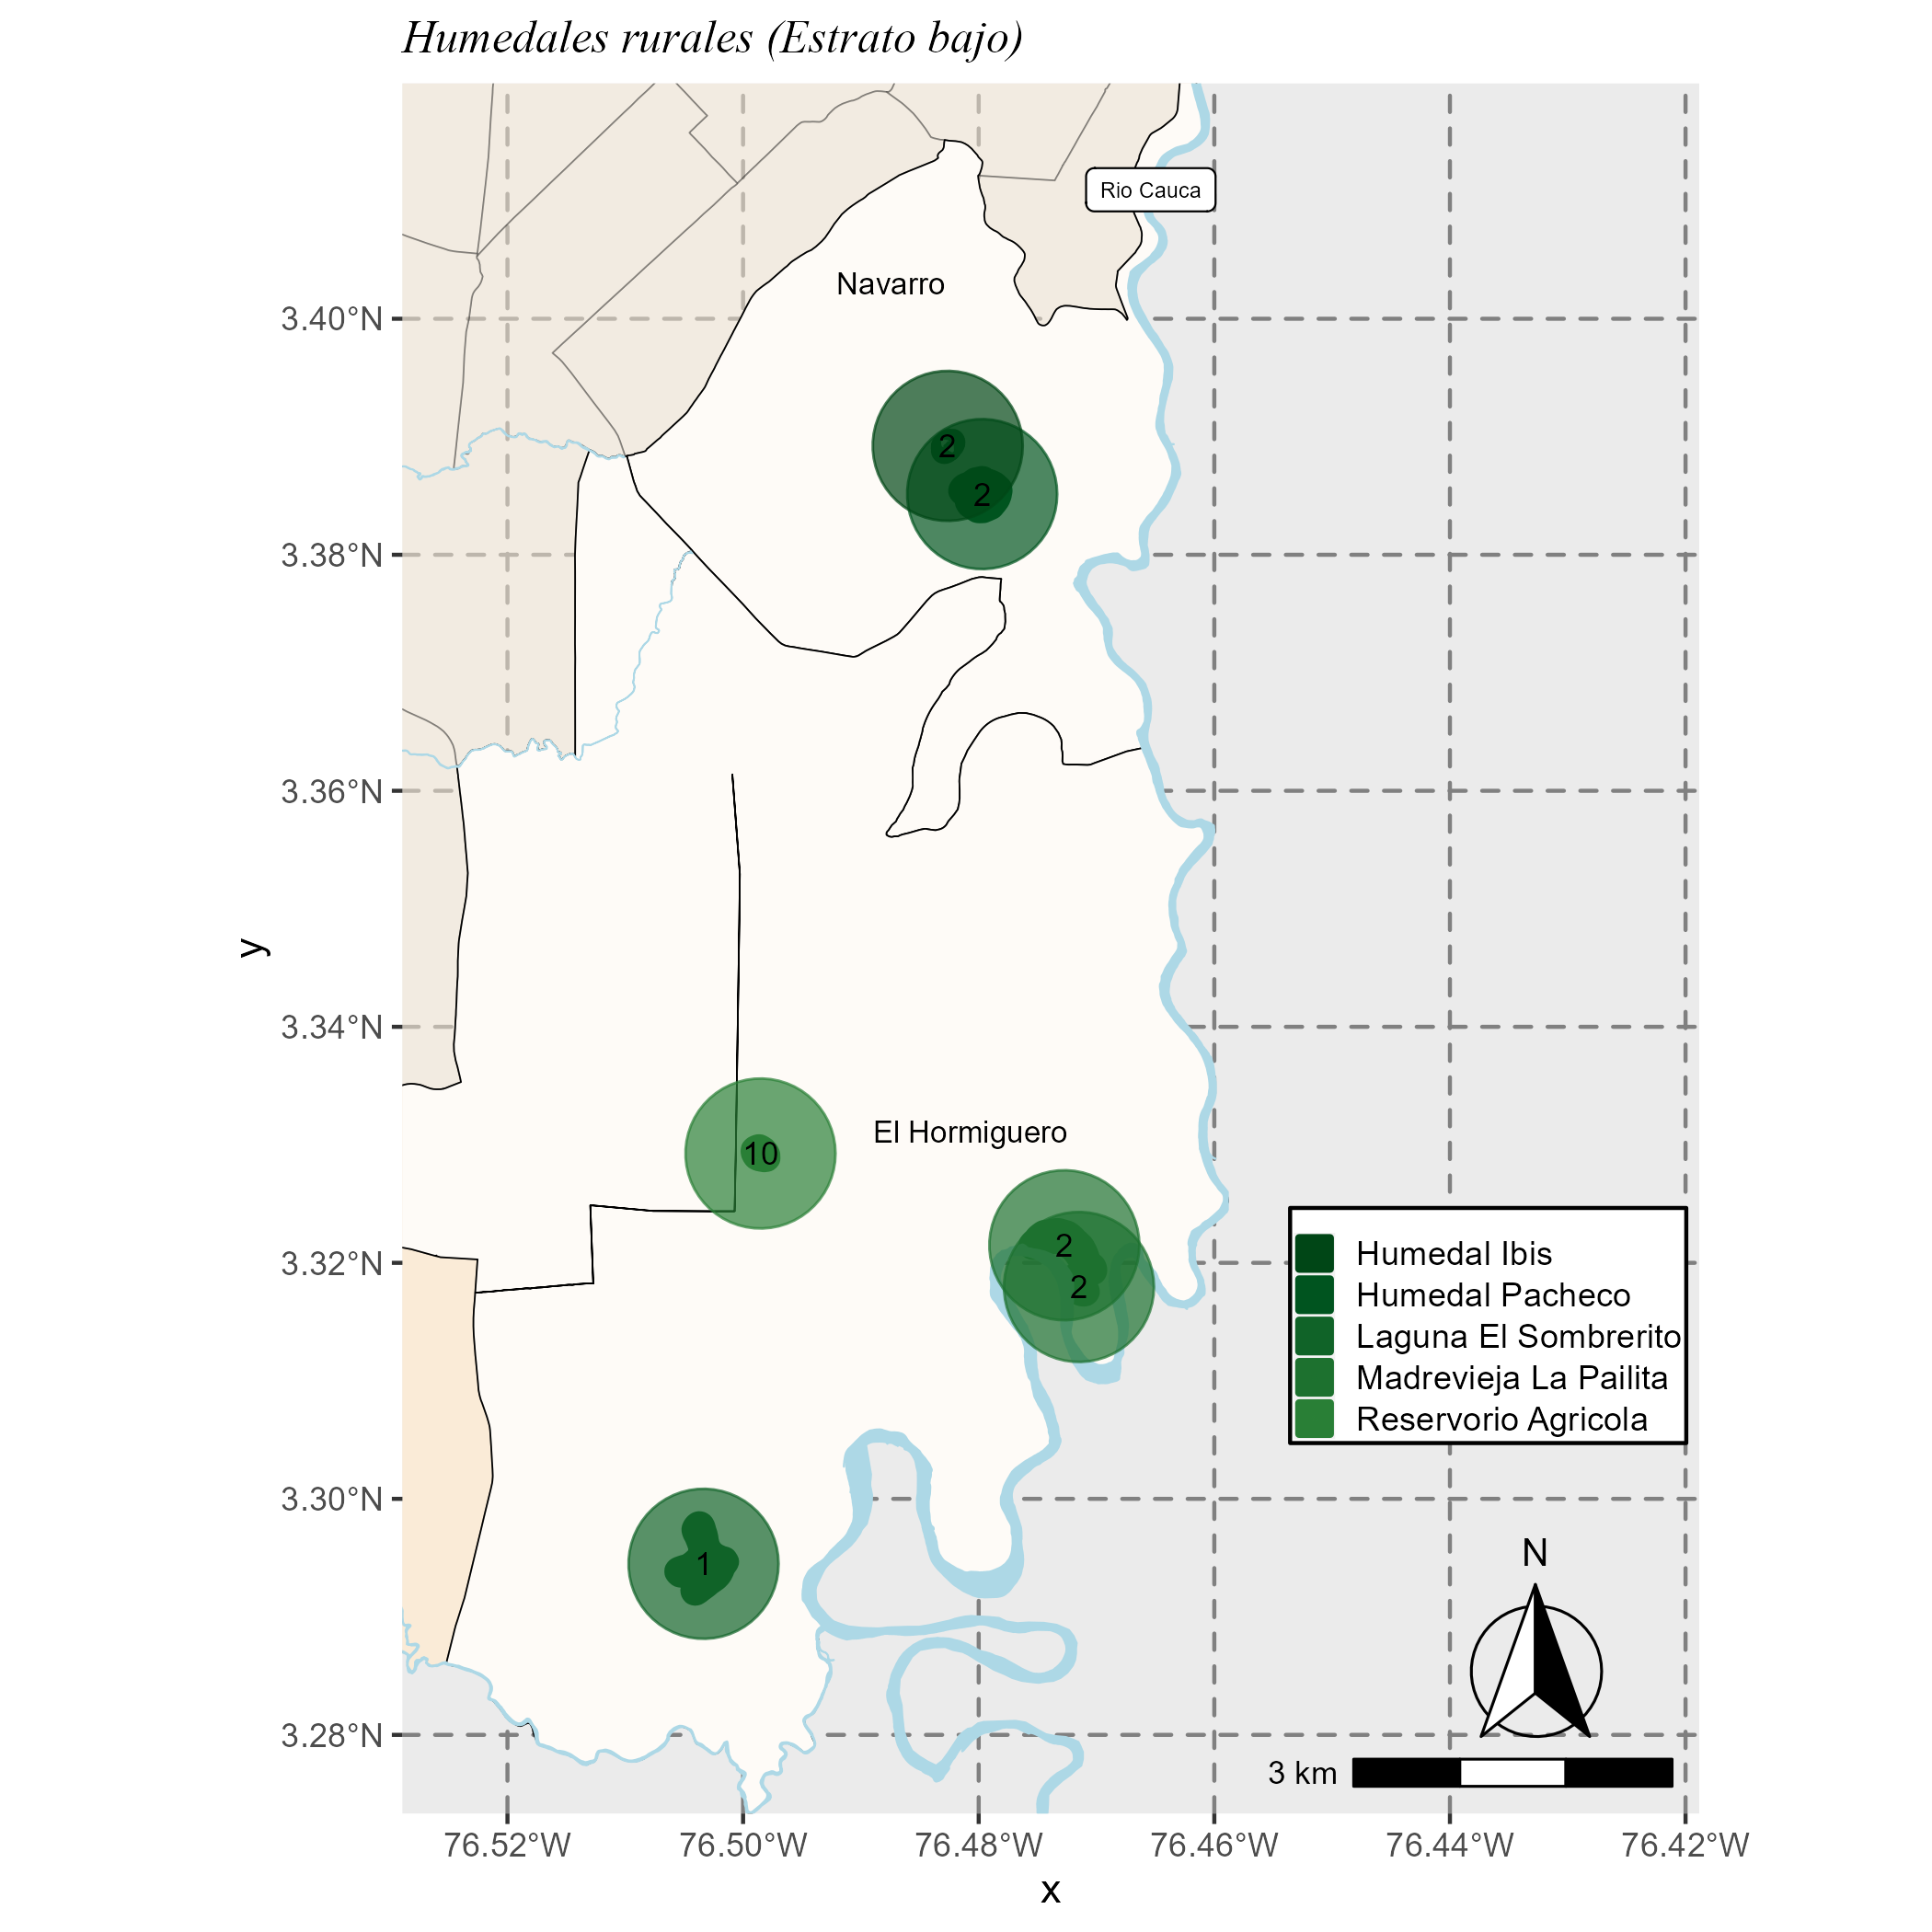 Humedales rurales (Estrato bajo)
Rio Cauca
Navarro
3.40°N
2
2
3.38°N
3.36°N
y
3.34°N
El Hormiguero
10
2
3.32°N
2
Humedal Ibis
Humedal Pacheco
Laguna El Sombrerito
Madrevieja La Pailita
Reservorio Agricola
3.30°N
1
N
3.28°N
3 km
76.52°W 76.50°W 76.48°W 76.46°W 76.44°W 76.42°W
x